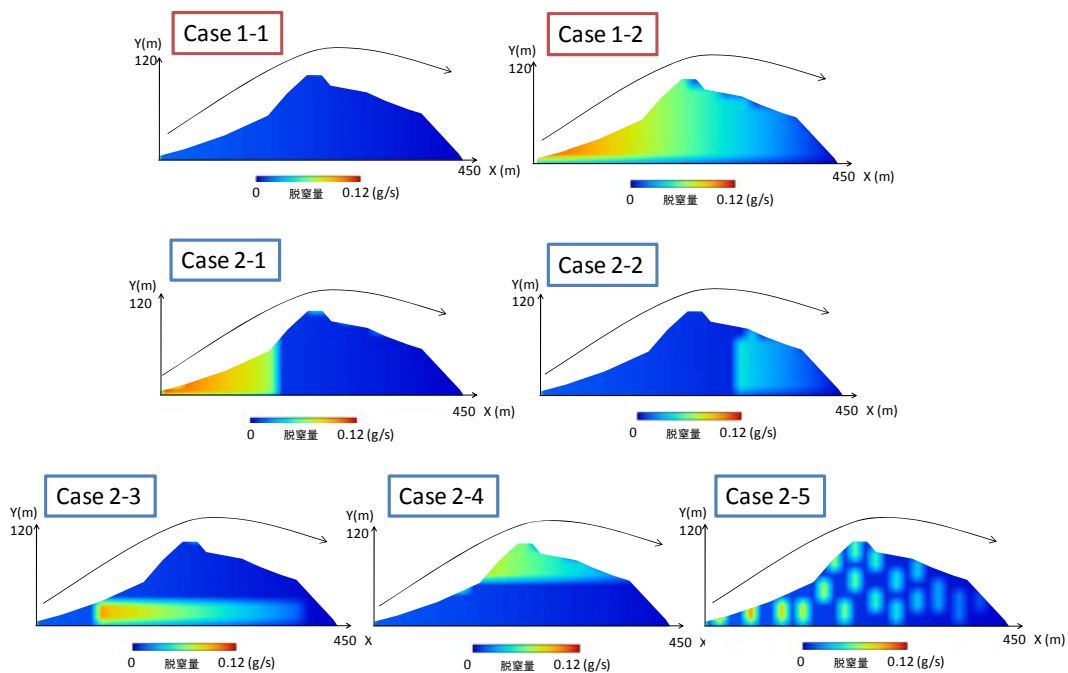 Case 1-1
Y(m)
120
450 X (m)
0 脱窒量 0.12 (g/s)
Case 1-2
Y(m)
120
450 X (m)
0 脱窒量 0.12 (g/s)
Case 2-1
Y(m)
120
450 X (m)
0 脱窒量 0.12 (g/s)
Case 2-2
Y(m)
120
450 X (m)
0 脱窒量 0.12 (g/s)
Case 2-3
Y(m)
120
450 X
0 脱窒量 0.12 (g/s)
Case 2-4
Y(m)
120
450 X
0 脱窒量 0.12 (g/s)
Case 2-5
Y(m)
120
450 X (m)
0 脱窒量 0.12 (g/s)